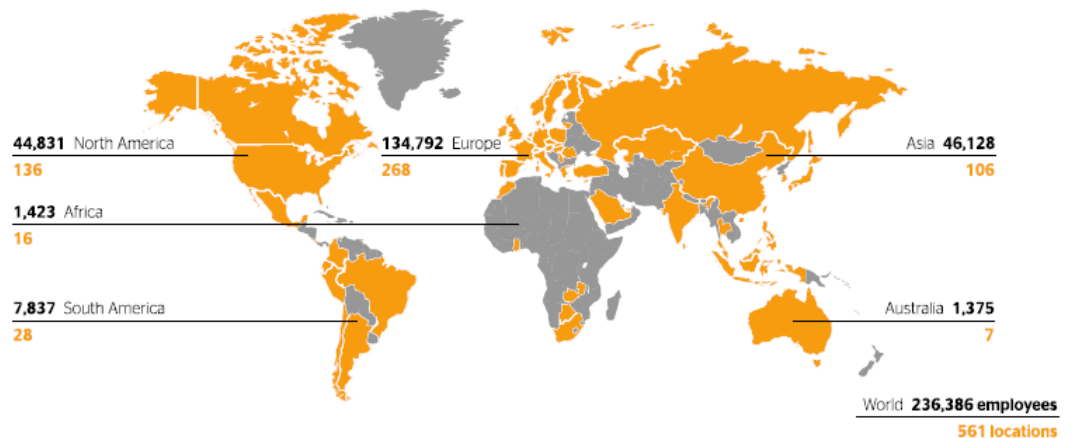 44,831 North America
136
134,792 Europe
268
Asia 46,128
106
1,423 Africa
16
7,837 South America
28
Australia 1,375
7
World 236,386 employees
561 locations